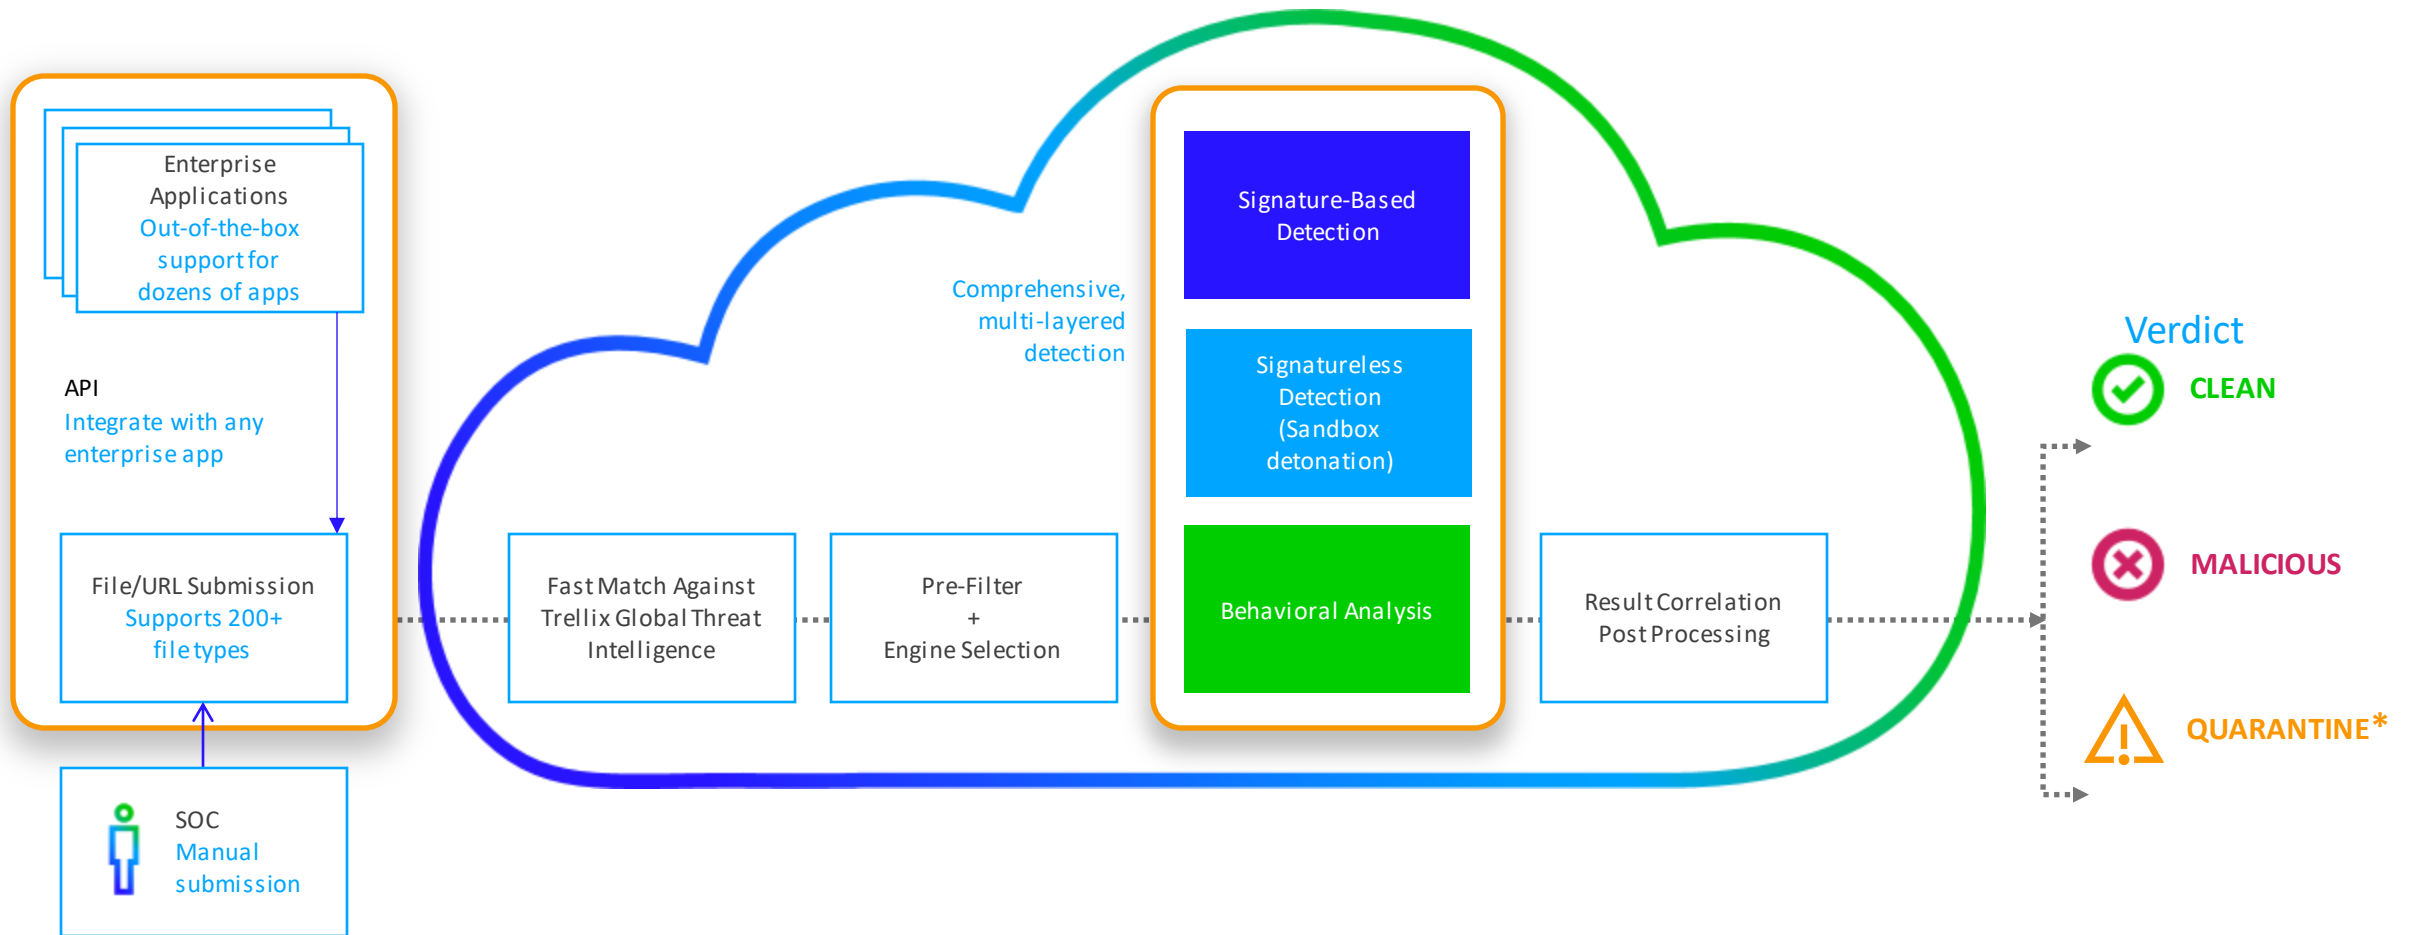 Enterprise
Applications
Out-of-the-box
support for
dozens of apps
API
Integrate with any
enterprise app
File/URL Submission
Supports 200+
file types
SOC
Manual
submission
Fast Match Against
Trellix Global Threat
Intelligence
Pre-Filter
+
Engine Selection
Comprehensive,
multi-layered
detection
Signature-Based
Detection
Signatureless
Detection
(Sandbox
detonation)
Behavioral Analysis
Result Correlation
Post Processing
Verdict
CLEAN
MALICIOUS
QUARANTINE*